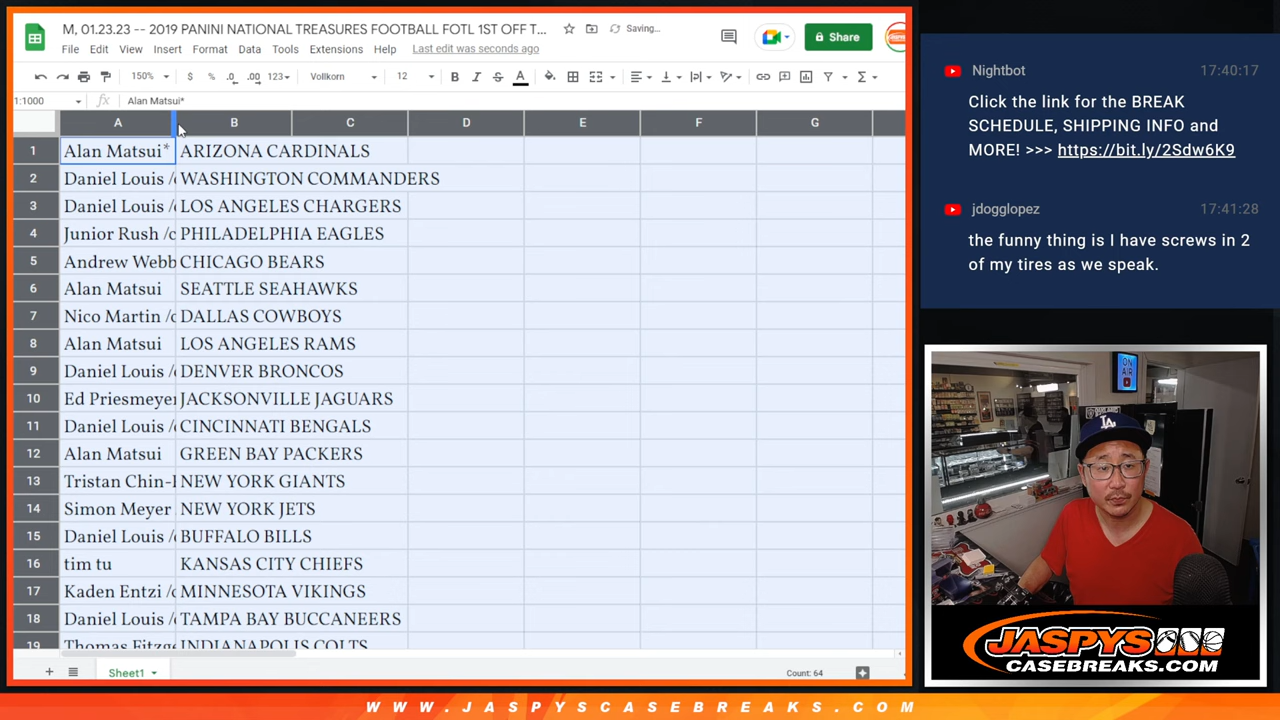 M, 01.23.23 -- 2019 PANINI NATIONAL TREASURES FOOTBALL FOTL 1ST OFF T...
Saving...
Share
File Edit View Insert Format Data Tools Extensions Help Last edit was seconds ago
150% $ % .0 .00 123 Vollkorn 12 B I S A
1:1000 fx Alan Matsui*
A B C D E F G
1 Alan Matsui* ARIZONA CARDINALS
2 Daniel Louis / WASHINGTON COMMANDERS
3 Daniel Louis / LOS ANGELES CHARGERS
4 Junior Rush /c PHILADELPHIA EAGLES
5 Andrew Webb CHICAGO BEARS
6 Alan Matsui SEATTLE SEAHAWKS
7 Nico Martin /c DALLAS COWBOYS
8 Alan Matsui LOS ANGELES RAMS
9 Daniel Louis / DENVER BRONCOS
10 Ed Priesmeyer JACKSONVILLE JAGUARS
11 Daniel Louis / CINCINNATI BENGALS
12 Alan Matsui GREEN BAY PACKERS
13 Tristan Chin- NEW YORK GIANTS
14 Simon Meyer NEW YORK JETS
15 Daniel Louis / BUFFALO BILLS
16 tim tu KANSAS CITY CHIEFS
17 Kaden Entzi / MINNESOTA VIKINGS
18 Daniel Louis / TAMPA BAY BUCCANEERS
19 Thomas Fitzge INDIANAPOLIS COLTS
Sheet1
Count: 64
Nightbot 17:40:17
Click the link for the BREAK
SCHEDULE, SHIPPING INFO and
MORE! >>> https://bit.ly/2Sdw6K9
jdogglopez 17:41:28
the funny thing is I have screws in 2
of my tires as we speak.
ON
AIR
LA
JASPYS
CASEBREAKS.COM
WWW.JASPYSCASEBREAKS.COM